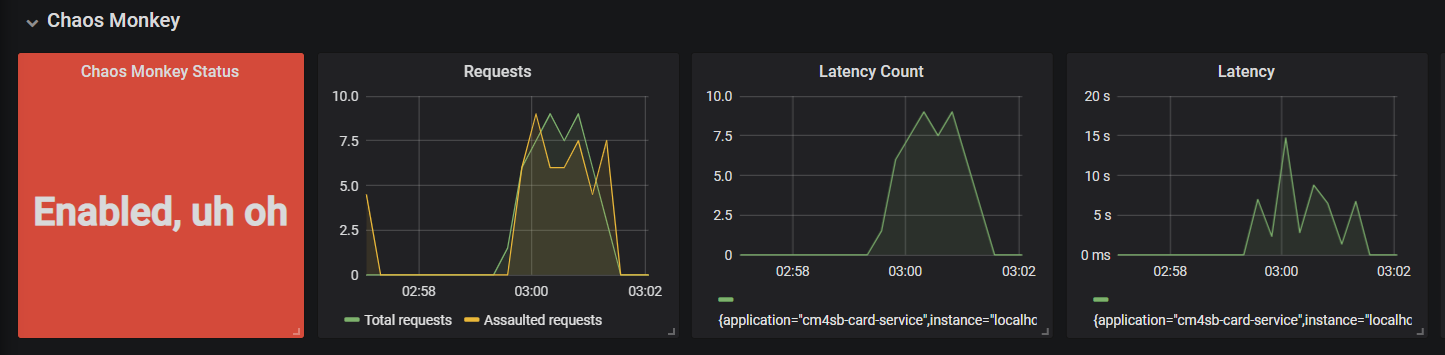 Chaos Monkey
Chaos Monkey Status
Enabled, uh oh
Requests
10.0
7.5
5.0
2.5
0
02:58 03:00 03:02
Total requests Assaulted requests
Latency Count
10.0
7.5
5.0
2.5
0
02:58 03:00 03:02
{application="cm4sb-card-service",instance="localho
Latency
20 s
15 s
10 s
5 s
0 ms
02:58 03:00 03:02
{application="cm4sb-card-service",instance="localho